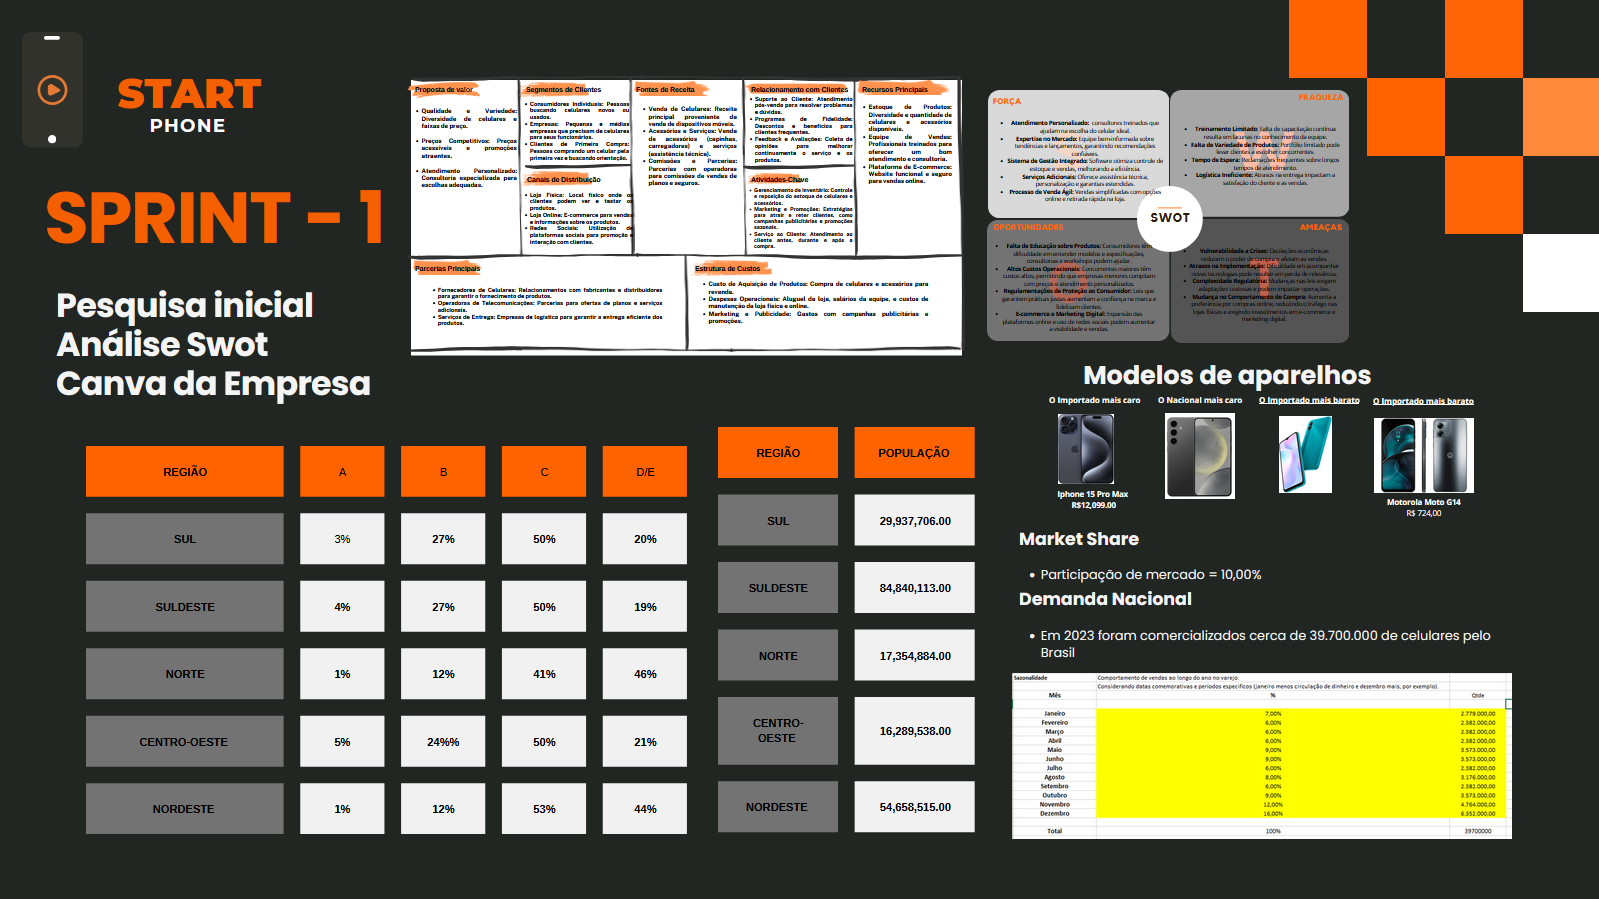 START
PHONE
SPRINT - 1
Pesquisa inicial
Análise Swot
Canva da Empresa
Proposta de valor
• Qualidade e Variedade:
Diversidade de celulares e
faixas de preço.
• Preços Competitivos: Preços
acessíveis e promoções
atraentes.
• Atendimento Personalizado:
Consultoria especializada para
escolhas adequadas.
Segmentos de Clientes
• Consumidores Individuais: Pessoas
buscando celulares novos ou
usados.
• Empresas: Pequenas e médias
empresas que precisam de celulares
para seus funcionários.
• Clientes de Primeira Compra:
Pessoas comprando um celular pela
primeira vez e buscando orientação.
Canais de Distribuição
• Loja Física: Local físico onde os
clientes podem ver e testar os
produtos.
• Loja Online: E-commerce para vendas
e informações sobre os produtos.
• Redes Sociais: Utilização de
plataformas sociais para promoção e
interação com clientes.
Fontes de Receita
• Venda de Celulares: Receita
principal proveniente da
venda de dispositivos móveis.
• Acessórios e Serviços: Venda
de acessórios (capinhas,
carregadores) e serviços
(assistência técnica).
• Comissões e Parcerias:
Parcerias com operadoras
para comissões de vendas de
planos e seguros.
Relacionamento com Clientes
• Suporte ao Cliente: Atendimento
pós-venda para resolver problemas
e dúvidas.
• Programas de Fidelidade:
Descontos e benefícios para
clientes frequentes.
• Feedback e Avaliações: Coleta de
opiniões para melhorar
continuamente o serviço e os
produtos.
Atividades-Chave
• Gerenciamento de Inventário: Controle
e reposição do estoque de celulares e
acessórios.
• Marketing e Promoções: Estratégias
para atrair e reter clientes, como
campanhas publicitárias e promoções
sazonais.
• Serviço ao Cliente: Atendimento ao
cliente antes, durante e após a
compra.
Recursos Principais
• Estoque de Produtos:
Diversidade e quantidade de
celulares e acessórios
disponíveis.
• Equipe de Vendas:
Profissionais treinados para
oferecer um bom
atendimento e consultoria.
• Plataforma de E-commerce:
Website funcional e seguro
para vendas online.
Parcerias Principais
• Fornecedores de Celulares: Relacionamentos com fabricantes e distribuidores
para garantir o fornecimento de produtos.
• Operadoras de Telecomunicações: Parcerias para ofertas de planos e serviços
adicionais.
• Serviços de Entrega: Empresas de logística para garantir a entrega eficiente dos
produtos.
Estrutura de Custos
• Custo de Aquisição de Produtos: Compra de celulares e acessórios para
revenda.
• Despesas Operacionais: Aluguel da loja, salários da equipe, e custos de
manutenção da loja física e online.
• Marketing e Publicidade: Gastos com campanhas publicitárias e
promoções.
FORÇA
• Atendimento Personalizado: consultores treinados que
ajudam na escolha do celular ideal.
• Expertise no Mercado: Equipe bem-informada sobre
tendências e lançamentos, garantindo recomendações
confiáveis.
• Sistema de Gestão Integrado: Software otimiza controle de
estoque e vendas, melhorando a eficiência.
• Serviços Adicionais: Oferece assistência técnica,
personalização e garantias estendidas.
• Processo de Venda Ágil: Vendas simplificadas com opções
online e retirada rápida na loja.
FRAQUEZA
• Treinamento Limitado: Falta de capacitação contínua
resulta em lacunas no conhecimento da equipe.
• Falta de Variedade de Produtos: Portfólio limitado pode
levar clientes a escolher concorrentes.
• Tempo de Espera: Reclamações frequentes sobre longos
tempos de atendimento.
• Logística Ineficiente: Atrasos na entrega impactam a
satisfação do cliente e as vendas.
SWOT
OPORTUNIDADES
• Falta de Educação sobre Produtos: Consumidores têm
dificuldade em entender modelos e especificações,
consultorias e workshops podem ajudar.
• Altos Custos Operacionais: Concorrentes maiores têm
custos altos, permitindo que empresas menores compitam
com preços e atendimento personalizados.
• Regulamentações de Proteção ao Consumidor: Leis que
garantem práticas justas aumentam a confiança na marca e
fidelizam clientes.
• E-commerce e Marketing Digital: Expansão das
plataformas online e uso de redes sociais podem aumentar
a visibilidade e vendas.
AMEAÇAS
• Vulnerabilidade a Crises: Oscilações econômicas
reduzem o poder de compra e afetam as vendas.
• Atrasos na Implementação: Dificuldade em acompanhar
novas tecnologias pode resultar em perda de relevância.
• Complexidade Regulatória: Mudanças nas leis exigem
adaptações custosas e podem impactar operações.
• Mudança no Comportamento de Compra: Aumenta a
preferência por compras online, reduzindo o tráfego nas
lojas físicas e exigindo investimentos em e-commerce e
marketing digital.
Modelos de aparelhos
O Importado mais caro
O Nacional mais caro
O Importado mais barato
O Importado mais barato
Iphone 15 Pro Max
R$12,099.00
Motorola Moto G14
R$ 724,00
REGIÃO A B C D/E
SUL 3% 27% 50% 20%
SULDESTE 4% 27% 50% 19%
NORTE 1% 12% 41% 46%
CENTRO-OESTE 5% 24%% 50% 21%
NORDESTE 1% 12% 53% 44%
REGIÃO POPULAÇÃO
SUL 29,937,706.00
SULDESTE 84,840,113.00
NORTE 17,354,884.00
CENTRO-
OESTE 16,289,538.00
NORDESTE 54,658,515.00
Market Share
• Participação de mercado = 10,00%
Demanda Nacional
• Em 2023 foram comercializados cerca de 39.700.000 de celulares pelo
Brasil
Sazonalidade Comportamento de vendas ao longo do ano no varejo.
Considerando datas comemorativas e periodos especificos (janeiro menos circulação de dinheiro e dezembro mais, por exemplo).
Mês % Qtde
Janeiro 7,00% 2.779.000,00
Fevereiro 6,00% 2.382.000,00
Março 6,00% 2.382.000,00
Abril 6,00% 2.382.000,00
Maio 9,00% 3.573.000,00
Junho 9,00% 3.573.000,00
Julho 6,00% 2.382.000,00
Agosto 8,00% 3.176.000,00
Setembro 6,00% 2.382.000,00
Outubro 9,00% 3.573.000,00
Novembro 12,00% 4.764.000,00
Dezembro 16,00% 6.352.000,00
Total 100% 39700000